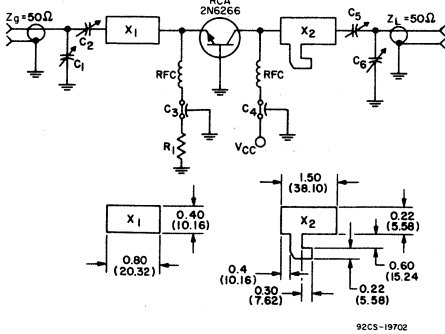 RCA
2N6266
Zg=50Ω
C2
X1
X2
C5
ZL=50Ω
C1
C6
RFC
RFC
C3
C4
R1
VCC
1.50
(38.10)
X1
0.40
(10.16)
X2
0.22
(5.58)
0.80
(20.32)
0.4
(10.16)
0.30
(7.62)
0.60
(15.24
0.22
(5.58)
92CS-19702